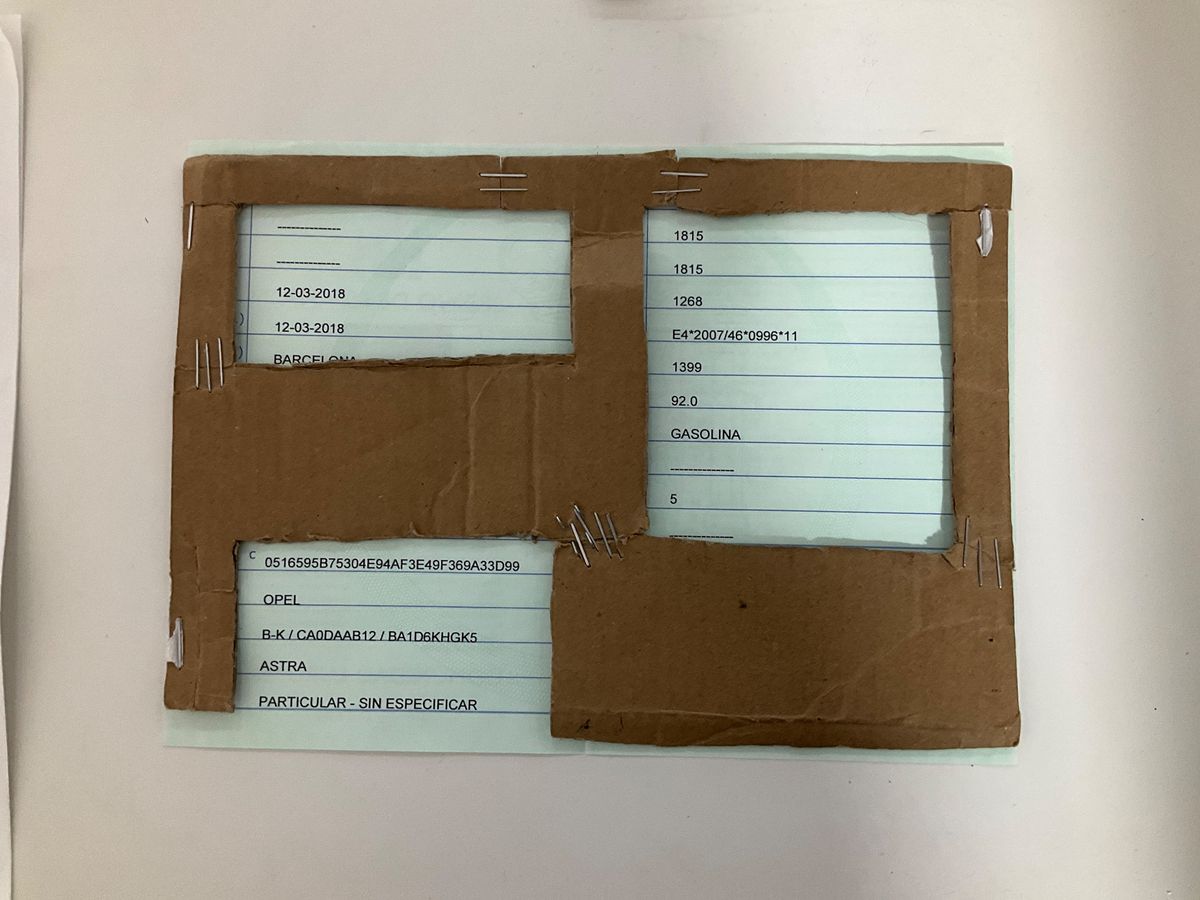 --------------
--------------
12-03-2018
12-03-2018
BARCELONA
C 0516595B75304E94AF3E49F369A33D99
OPEL
B-K / CA0DAAB12 / BA1D6KHGK5
ASTRA
PARTICULAR - SIN ESPECIFICAR
1815
1815
1268
E4*2007/46*0996*11
1399
92.0
GASOLINA
--------------
5
--------------